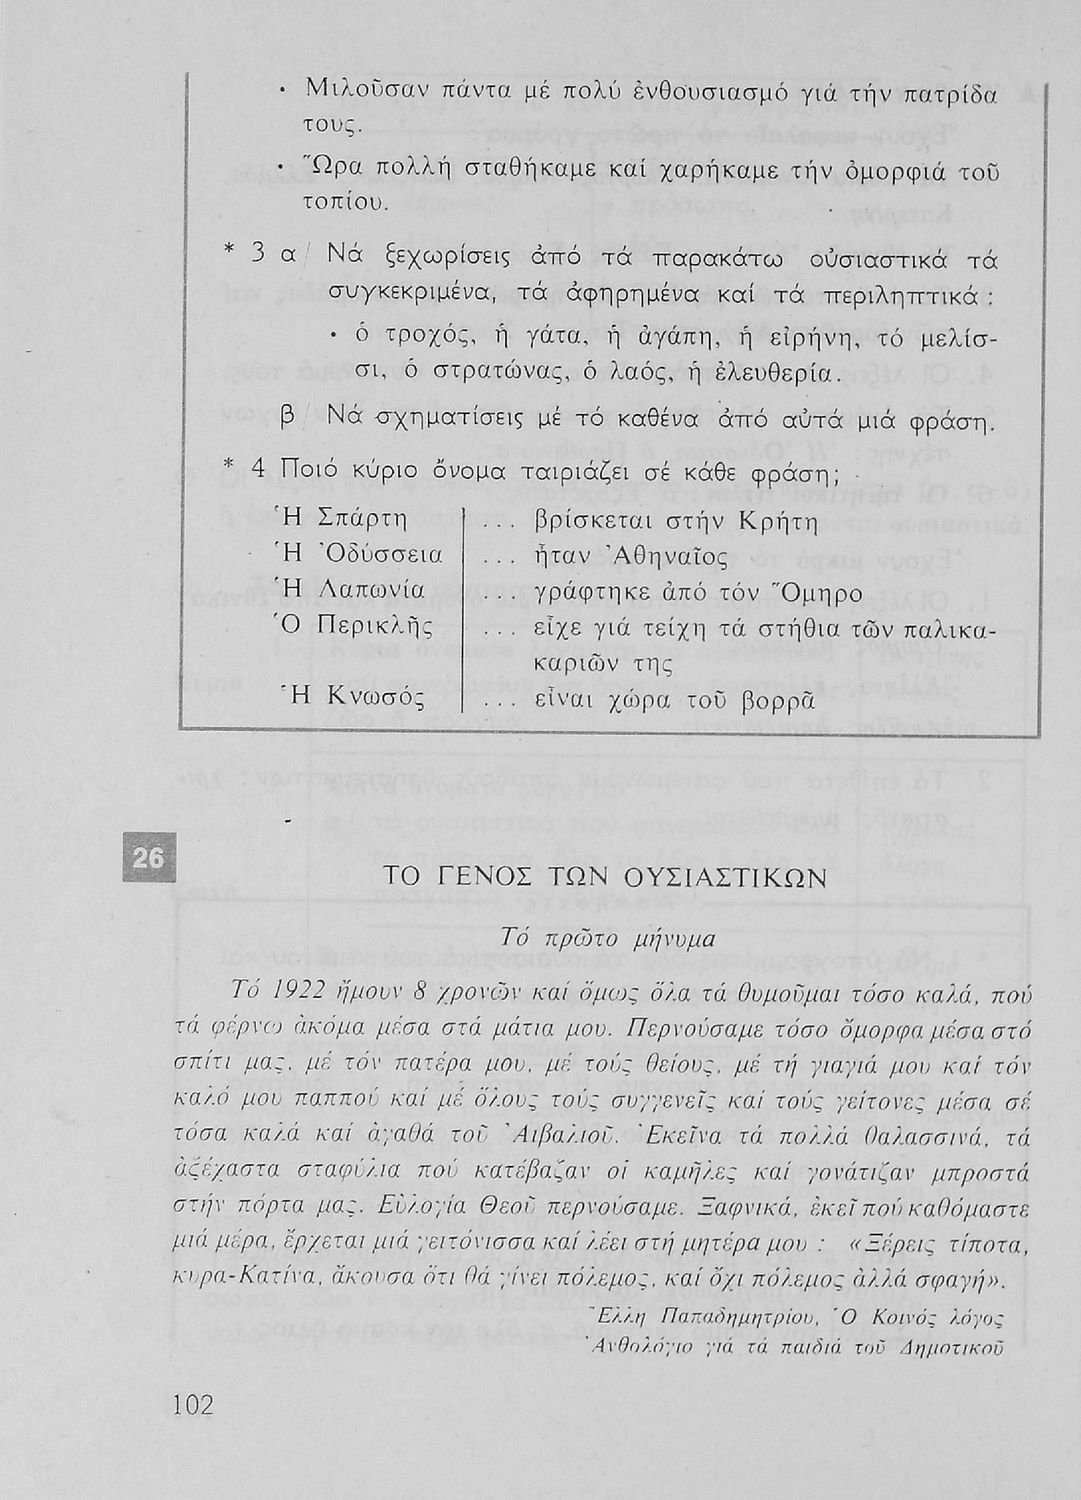 · Μιλοῦσαν πάντα μέ πολύ ἐνθουσιασμό γιά τήν πατρίδα
τους.
· Ὥρα πολλή σταθήκαμε καί χαρήκαμε τήν ὀμορφιά τοῦ
τοπίου.
* 3 α/ Νά ξεχωρίσεις ἀπό τά παρακάτω οὐσιαστικά τά
συγκεκριμένα, τά ἀφηρημένα καί τά περιληπτικά :
· ὁ τροχός, ἡ γάτα, ἡ ἀγάπη, ἡ εἰρήνη, τό μελίσ-
σι, ὁ στρατώνας, ὁ λαός, ἡ ἐλευθερία.
β/ Νά σχηματίσεις μέ τό καθένα ἀπό αὐτά μιά φράση.
* 4 Ποιό κύριο ὄνομα ταιριάζει σέ κάθε φράση;
Ἡ Σπάρτη ... βρίσκεται στήν Κρήτη
Ἡ Ὀδύσσεια ... ἦταν Ἀθηναῖος
Ἡ Λαπωνία ... γράφτηκε ἀπό τόν Ὅμηρο
Ὁ Περικλῆς ... εἶχε γιά τείχη τά στήθια τῶν παλικα-
καριῶν της
Ἡ Κνωσός ... εἶναι χώρα τοῦ βορρᾶ
26
ΤΟ ΓΕΝΟΣ ΤΩΝ ΟΥΣΙΑΣΤΙΚΩΝ
Τό πρῶτο μήνυμα
Τό 1922 ἤμουν 8 χρονῶν καί ὅμως ὅλα τά θυμοῦμαι τόσο καλά, πού
τά φέρνω ἀκόμα μέσα στά μάτια μου. Περνούσαμε τόσο ὄμορφα μέσα στό
σπίτι μας, μέ τόν πατέρα μου, μέ τούς θείους, μέ τή γιαγιά μου καί τόν
καλό μου παππού καί μέ ὅλους τούς συγγενεῖς καί τούς γείτονες μέσα σέ
τόσα καλά καί ἀγαθά τοῦ Ἀιβαλιοῦ. Ἐκεῖνα τά πολλά θαλασσινά, τά
ἀξέχαστα σταφύλια πού κατέβαζαν οἱ καμῆλες καί γονάτιζαν μπροστά
στήν πόρτα μας. Εὐλογία Θεοῦ περνούσαμε. Ξαφνικά, ἐκεῖ πού καθόμαστε
μιά μέρα, ἔρχεται μιά γειτόνισσα καί λέει στή μητέρα μου : «Ξέρεις τίποτα,
κυρα-Κατίνα, ἄκουσα ὅτι θά γίνει πόλεμος, καί ὄχι πόλεμος ἀλλά σφαγή».
Ἕλλη Παπαδημητρίου, Ὁ Κοινός λόγος
Ἀνθολόγιο γιά τά παιδιά τοῦ Δημοτικοῦ
102